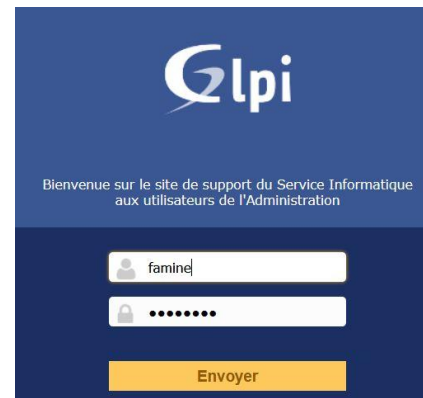 Glpi
Bienvenue sur le site de support du Service Informatique
aux utilisateurs de l'Administration
famine
••••••••
Envoyer